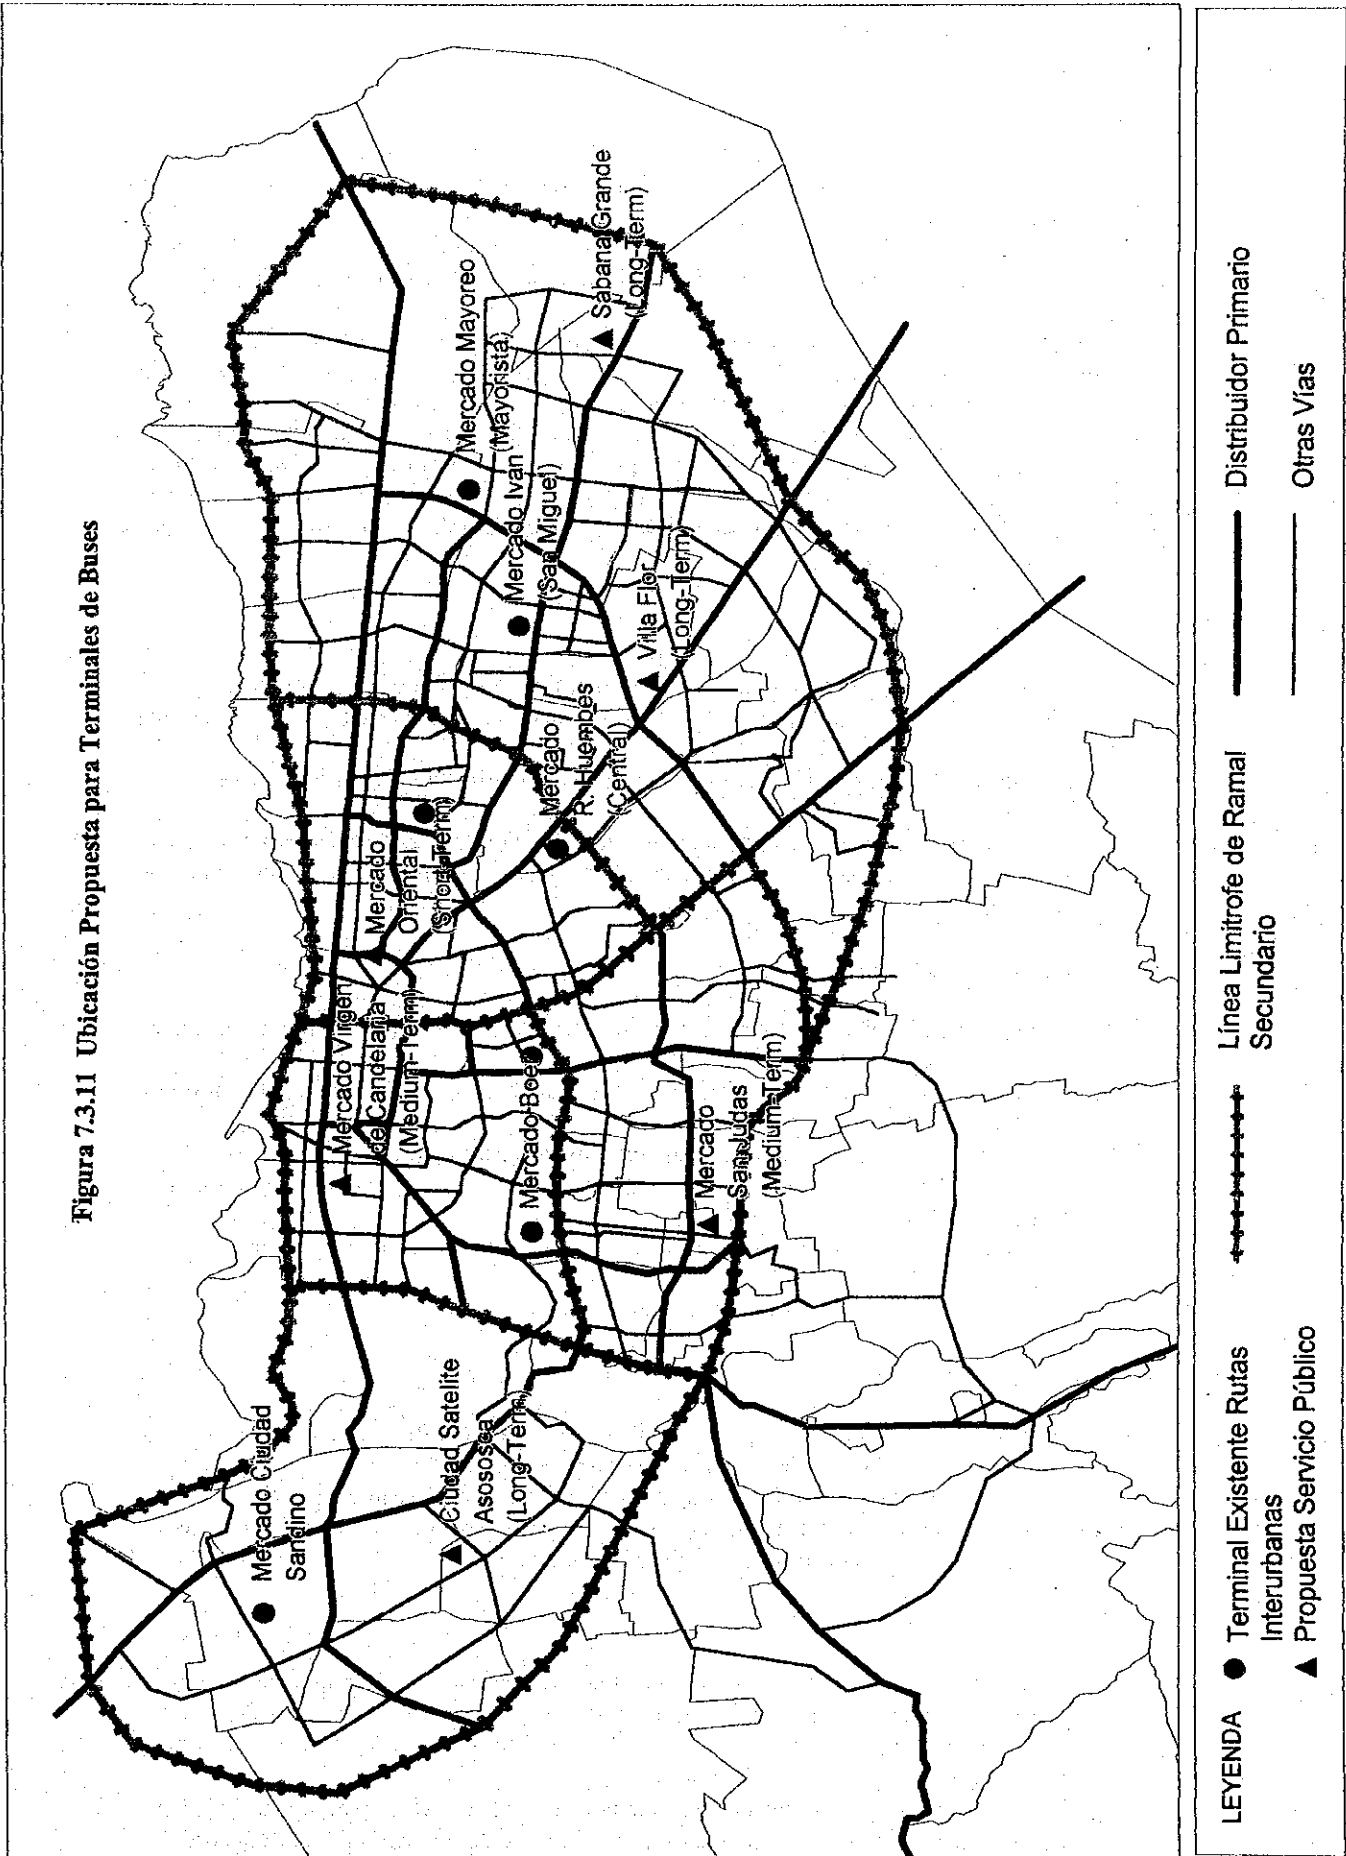 Figura 7.3.11 Ubicación Propuesta para Terminales de Buses
Mercado Ciudad
Sandino
Ciudad Satelite
Asososca
(Long-Term)
Mercado Virgen
de Candelaria
(Medium-Term)
Mercado Boer
Mercado
San Judas
(Medium-Term)
Mercado
Oriental
(Short-Term)
Mercado
R. Huembes
(Central)
Mercado Ivan
(San Miguel)
Mercado Mayoreo
(Mayorista)
Villa Flor
(Long-Term)
Sabana Grande
(Long-Term)
LEYENDA
Terminal Existente Rutas
Interurbanas
Propuesta Servicio Público
Línea Limitrofe de Ramal
Secundario
Distribuidor Primario
Otras Vías